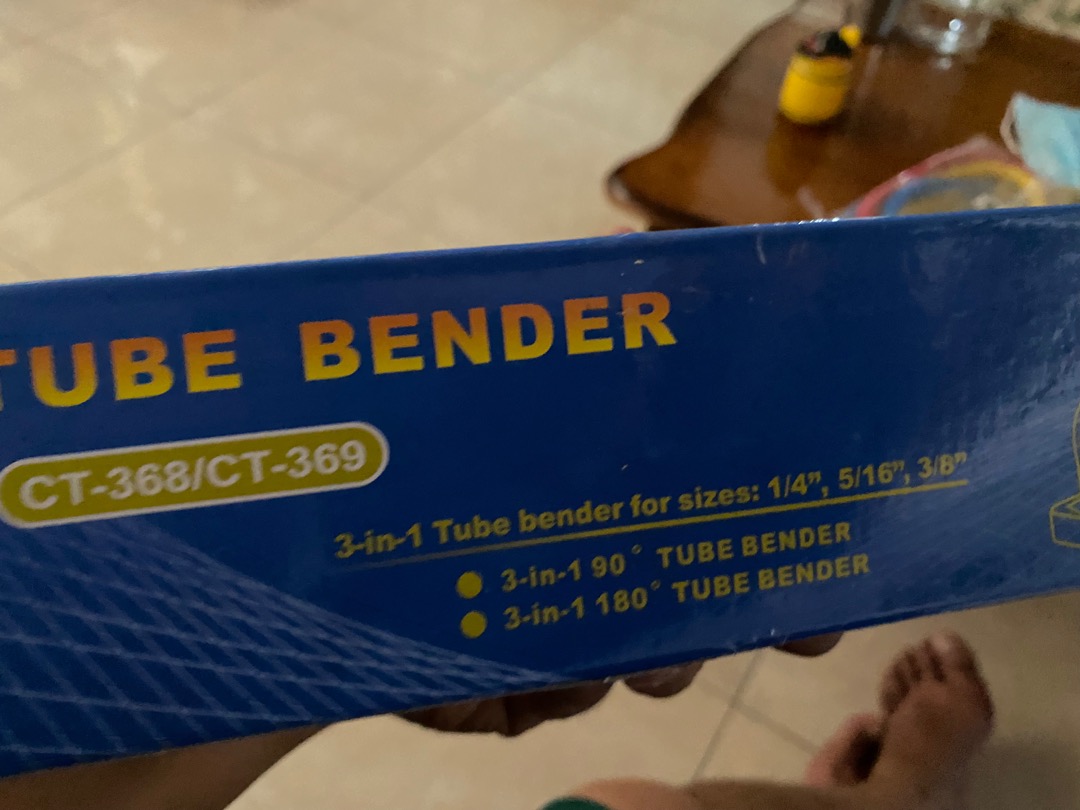 TUBE BENDER
CT-368/CT-369
3-in-1 Tube bender for sizes: 1/4”, 5/16”, 3/8”
3-in-1 90° TUBE BENDER
3-in-1 180° TUBE BENDER